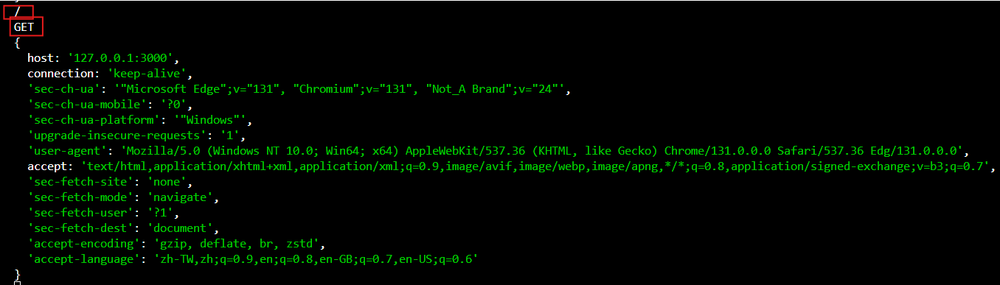 /
GET
{
host: '127.0.0.1:3000',
connection: 'keep-alive',
'sec-ch-ua': '"Microsoft Edge";v="131", "Chromium";v="131", "Not_A Brand";v="24"',
'sec-ch-ua-mobile': '?0',
'sec-ch-ua-platform': '"Windows"',
'upgrade-insecure-requests': '1',
'user-agent': 'Mozilla/5.0 (Windows NT 10.0; Win64; x64) AppleWebKit/537.36 (KHTML, like Gecko) Chrome/131.0.0.0 Safari/537.36 Edg/131.0.0.0',
accept: 'text/html,application/xhtml+xml,application/xml;q=0.9,image/avif,image/webp,image/apng,*/*;q=0.8,application/signed-exchange;v=b3;q=0.7',
'sec-fetch-site': 'none',
'sec-fetch-mode': 'navigate',
'sec-fetch-user': '?1',
'sec-fetch-dest': 'document',
'accept-encoding': 'gzip, deflate, br, zstd',
'accept-language': 'zh-TW,zh;q=0.9,en;q=0.8,en-GB;q=0.7,en-US;q=0.6'
}